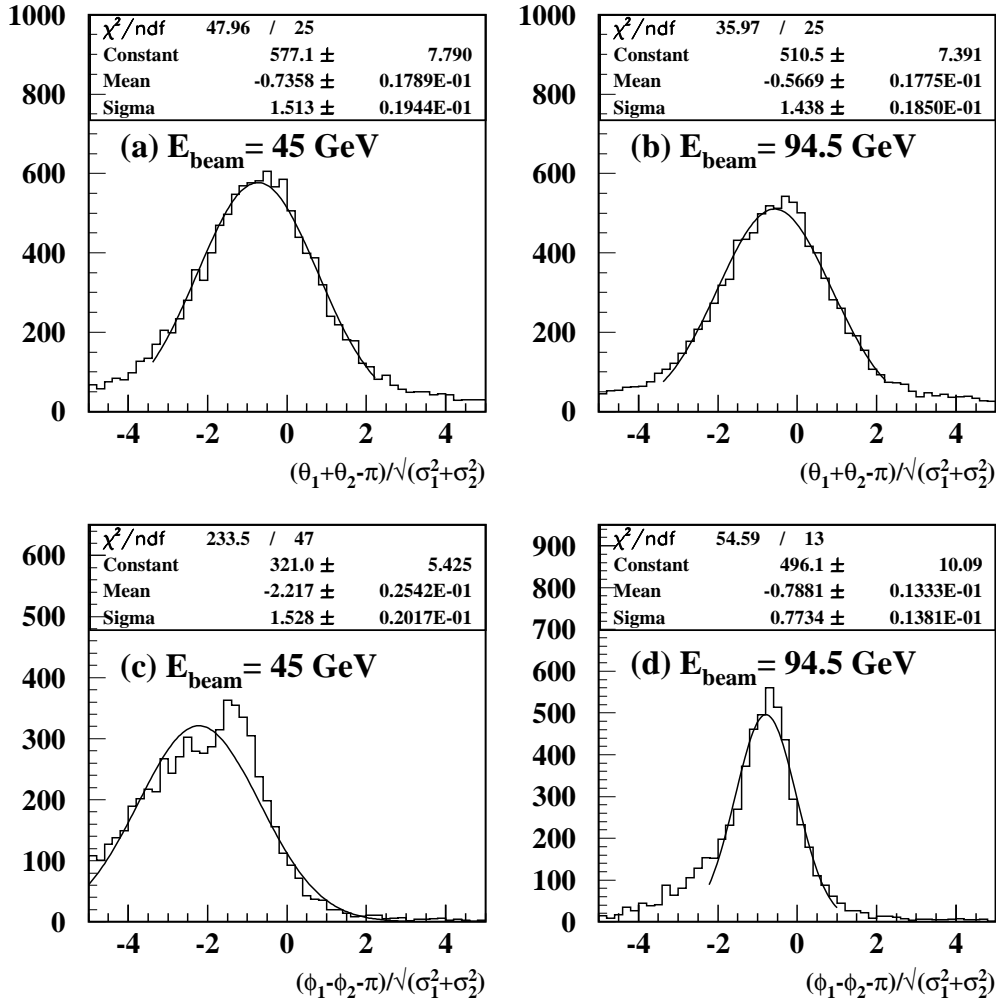 1000
800
600
400
200
0
χ²/ndf 47.96 / 25
Constant 577.1 ± 7.790
Mean -0.7358 ± 0.1789E-01
Sigma 1.513 ± 0.1944E-01
(a) E_beam = 45 GeV
-4 -2 0 2 4
(θ₁+θ₂-π)/√(σ₁²+σ₂²)
1000
800
600
400
200
0
χ²/ndf 35.97 / 25
Constant 510.5 ± 7.391
Mean -0.5669 ± 0.1775E-01
Sigma 1.438 ± 0.1850E-01
(b) E_beam = 94.5 GeV
-4 -2 0 2 4
(θ₁+θ₂-π)/√(σ₁²+σ₂²)
600
500
400
300
200
100
0
χ²/ndf 233.5 / 47
Constant 321.0 ± 5.425
Mean -2.217 ± 0.2542E-01
Sigma 1.528 ± 0.2017E-01
(c) E_beam = 45 GeV
-4 -2 0 2 4
(ϕ₁-ϕ₂-π)/√(σ₁²+σ₂²)
900
800
700
600
500
400
300
200
100
0
χ²/ndf 54.59 / 13
Constant 496.1 ± 10.09
Mean -0.7881 ± 0.1333E-01
Sigma 0.7734 ± 0.1381E-01
(d) E_beam = 94.5 GeV
-4 -2 0 2 4
(ϕ₁-ϕ₂-π)/√(σ₁²+σ₂²)